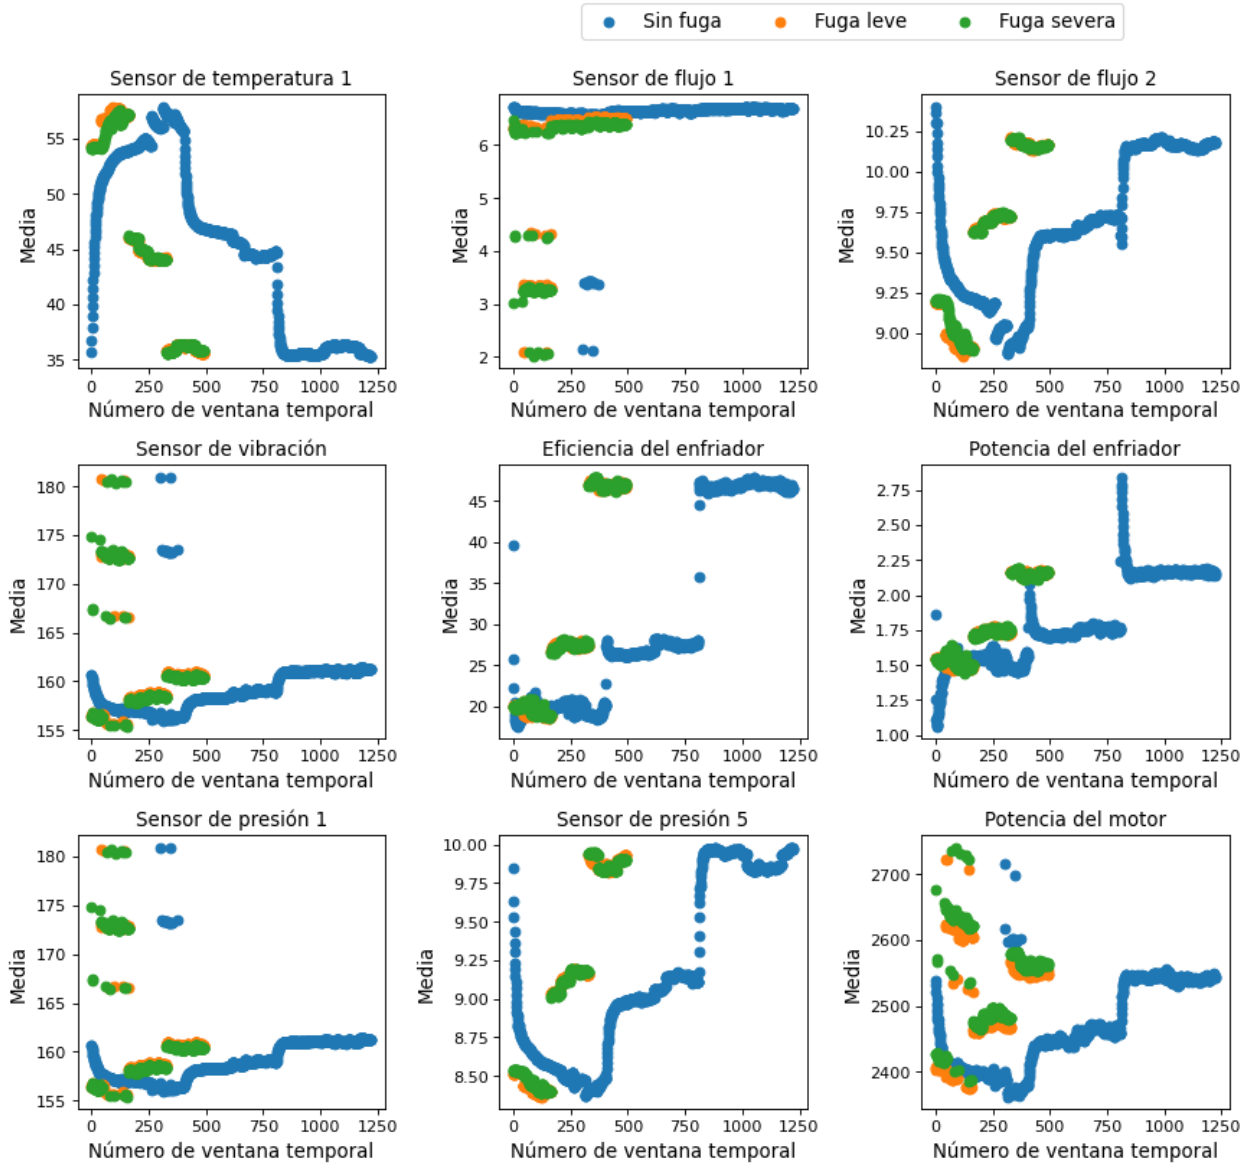 Sin fuga Fuga leve Fuga severa
Sensor de temperatura 1
Media
55
50
45
40
35
0 250 500 750 1000 1250
Número de ventana temporal
Sensor de flujo 1
Media
6
5
4
3
2
0 250 500 750 1000 1250
Número de ventana temporal
Sensor de flujo 2
Media
10.25
10.00
9.75
9.50
9.25
9.00
0 250 500 750 1000 1250
Número de ventana temporal
Sensor de vibración
Media
180
175
170
165
160
155
0 250 500 750 1000 1250
Número de ventana temporal
Eficiencia del enfriador
Media
45
40
35
30
25
20
0 250 500 750 1000 1250
Número de ventana temporal
Potencia del enfriador
Media
2.75
2.50
2.25
2.00
1.75
1.50
1.25
1.00
0 250 500 750 1000 1250
Número de ventana temporal
Sensor de presión 1
Media
180
175
170
165
160
155
0 250 500 750 1000 1250
Número de ventana temporal
Sensor de presión 5
Media
10.00
9.75
9.50
9.25
9.00
8.75
8.50
0 250 500 750 1000 1250
Número de ventana temporal
Potencia del motor
Media
2700
2600
2500
2400
0 250 500 750 1000 1250
Número de ventana temporal